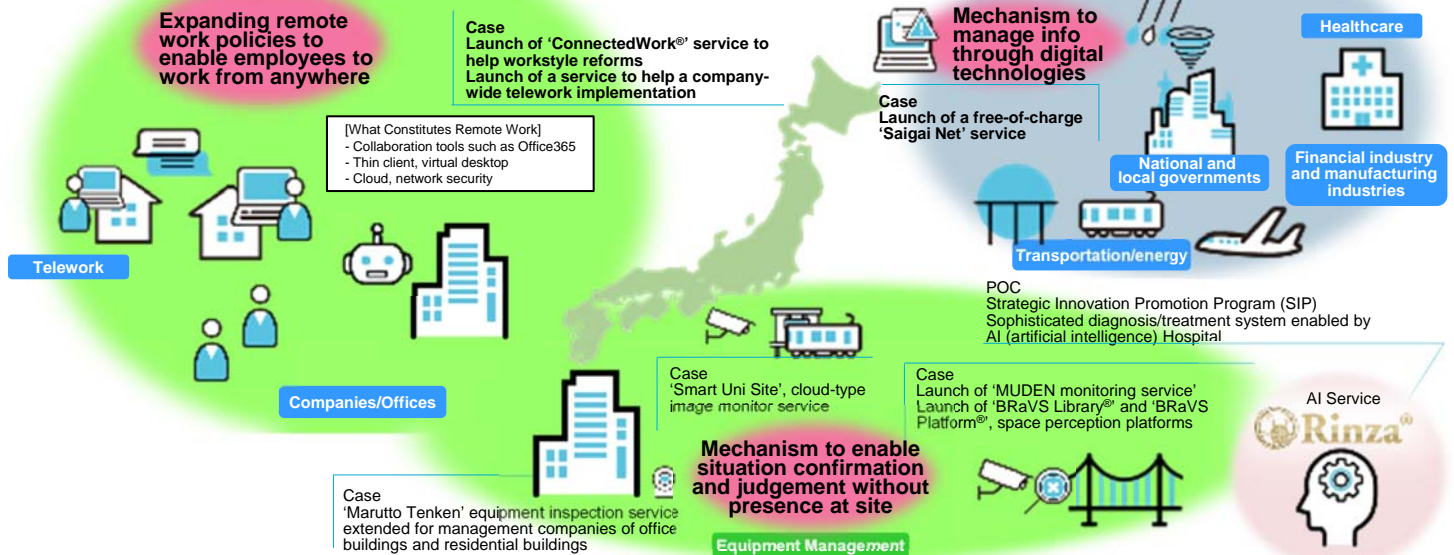 Expanding remote
work policies to
enable employees to
work from anywhere
Case
Launch of ‘ConnectedWork®’ service to
help workstyle reforms
Launch of a service to help a company-
wide telework implementation
[What Constitutes Remote Work]
- Collaboration tools such as Office365
- Thin client, virtual desktop
- Cloud, network security
Telework
Companies/Offices
Mechanism to
manage info
through digital
technologies
Case
Launch of a free-of-charge
‘Saigai Net’ service
Healthcare
National and
local governments
Financial industry
and manufacturing
industries
Transportation/energy
POC
Strategic Innovation Promotion Program (SIP)
Sophisticated diagnosis/treatment system enabled by
AI (artificial intelligence) Hospital
Case
‘Smart Uni Site’, cloud-type
image monitor service
Case
Launch of ‘MUDEN monitoring service’
Launch of ‘BRaVS Library®’ and ‘BRaVS
Platform®’, space perception platforms
AI Service
Rinza®
Mechanism to enable
situation confirmation
and judgement without
presence at site
Case
‘Marutto Tenken’ equipment inspection service
extended for management companies of office
buildings and residential buildings
Equipment Management